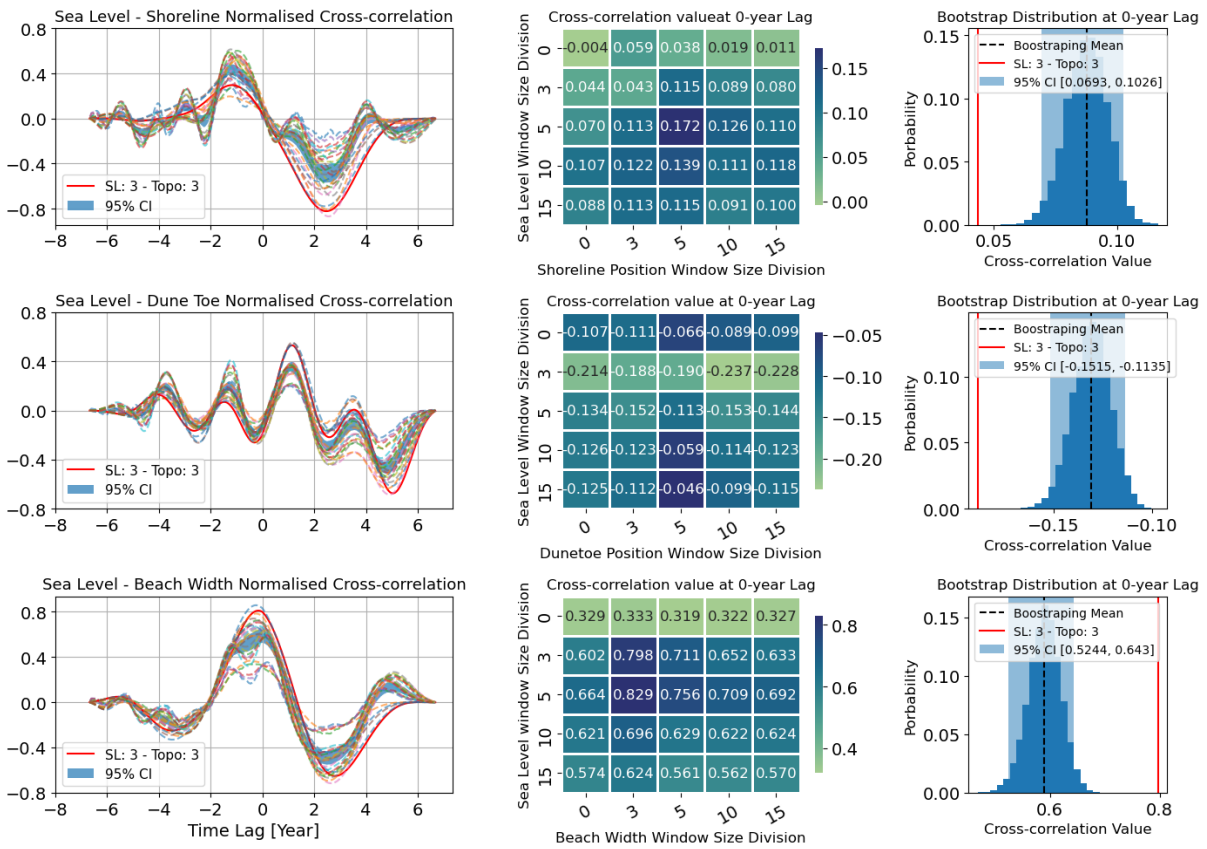 Sea Level - Shoreline Normalised Cross-correlation
0.8
0.4
0.0
−0.4
−0.8
SL: 3 - Topo: 3
95% CI
−8 −6 −4 −2 0 2 4 6
Cross-correlation valueat 0-year Lag
Sea Level Window Size Division
0 -0.004 0.059 0.038 0.019 0.011
3 0.044 0.043 0.115 0.089 0.080
5 0.070 0.113 0.172 0.126 0.110
10 0.107 0.122 0.139 0.111 0.118
15 0.088 0.113 0.115 0.091 0.100
0 3 5 10 15
Shoreline Position Window Size Division
0.15
0.10
0.05
0.00
Bootstrap Distribution at 0-year Lag
Boostraping Mean
SL: 3 - Topo: 3
95% CI [0.0693, 0.1026]
Porbability
0.15
0.10
0.05
0.00
0.05 0.10
Cross-correlation Value
Sea Level - Dune Toe Normalised Cross-correlation
0.8
0.4
0.0
−0.4
−0.8
SL: 3 - Topo: 3
95% CI
−8 −6 −4 −2 0 2 4 6
Cross-correlation value at 0-year Lag
Sea Level Window Size Division
0 -0.107 -0.111 -0.066 -0.089 -0.099
3 -0.214 -0.188 -0.190 -0.237 -0.228
5 -0.134 -0.152 -0.113 -0.153 -0.144
10 -0.126 -0.123 -0.059 -0.114 -0.123
15 -0.125 -0.112 -0.046 -0.099 -0.115
0 3 5 10 15
Dunetoe Position Window Size Division
−0.05
−0.10
−0.15
−0.20
Bootstrap Distribution at 0-year Lag
Boostraping Mean
SL: 3 - Topo: 3
95% CI [-0.1515, -0.1135]
Porbability
0.10
0.05
0.00
−0.15 −0.10
Cross-correlation Value
Sea Level - Beach Width Normalised Cross-correlation
0.8
0.4
0.0
−0.4
−0.8
SL: 3 - Topo: 3
95% CI
−8 −6 −4 −2 0 2 4 6
Time Lag [Year]
Cross-correlation value at 0-year Lag
Sea Level window Size Division
0 0.329 0.333 0.319 0.322 0.327
3 0.602 0.798 0.711 0.652 0.633
5 0.664 0.829 0.756 0.709 0.692
10 0.621 0.696 0.629 0.622 0.624
15 0.574 0.624 0.561 0.562 0.570
0 3 5 10 15
Beach Width Window Size Division
0.8
0.6
0.4
Bootstrap Distribution at 0-year Lag
Boostraping Mean
SL: 3 - Topo: 3
95% CI [0.5244, 0.643]
Porbability
0.15
0.10
0.05
0.00
0.6 0.8
Cross-correlation Value